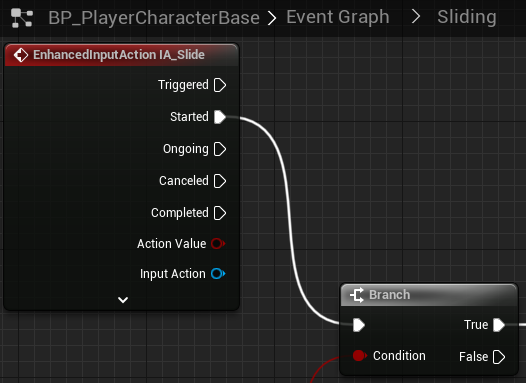 BP_PlayerCharacterBase > Event Graph > Sliding
EnhancedInputAction IA_Slide
Triggered
Started
Ongoing
Canceled
Completed
Action Value
Input Action
Branch
True
Condition
False